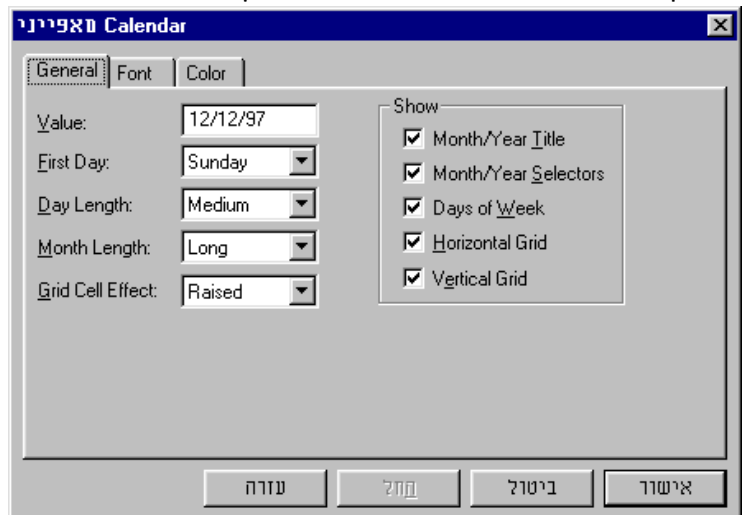 מאפייני Calendar
General Font Color
Value: 12/12/97
First Day: Sunday
Day Length: Medium
Month Length: Long
Grid Cell Effect: Raised
Show
Month/Year Title
Month/Year Selectors
Days of Week
Horizontal Grid
Vertical Grid
אישור ביטול החל עזרה